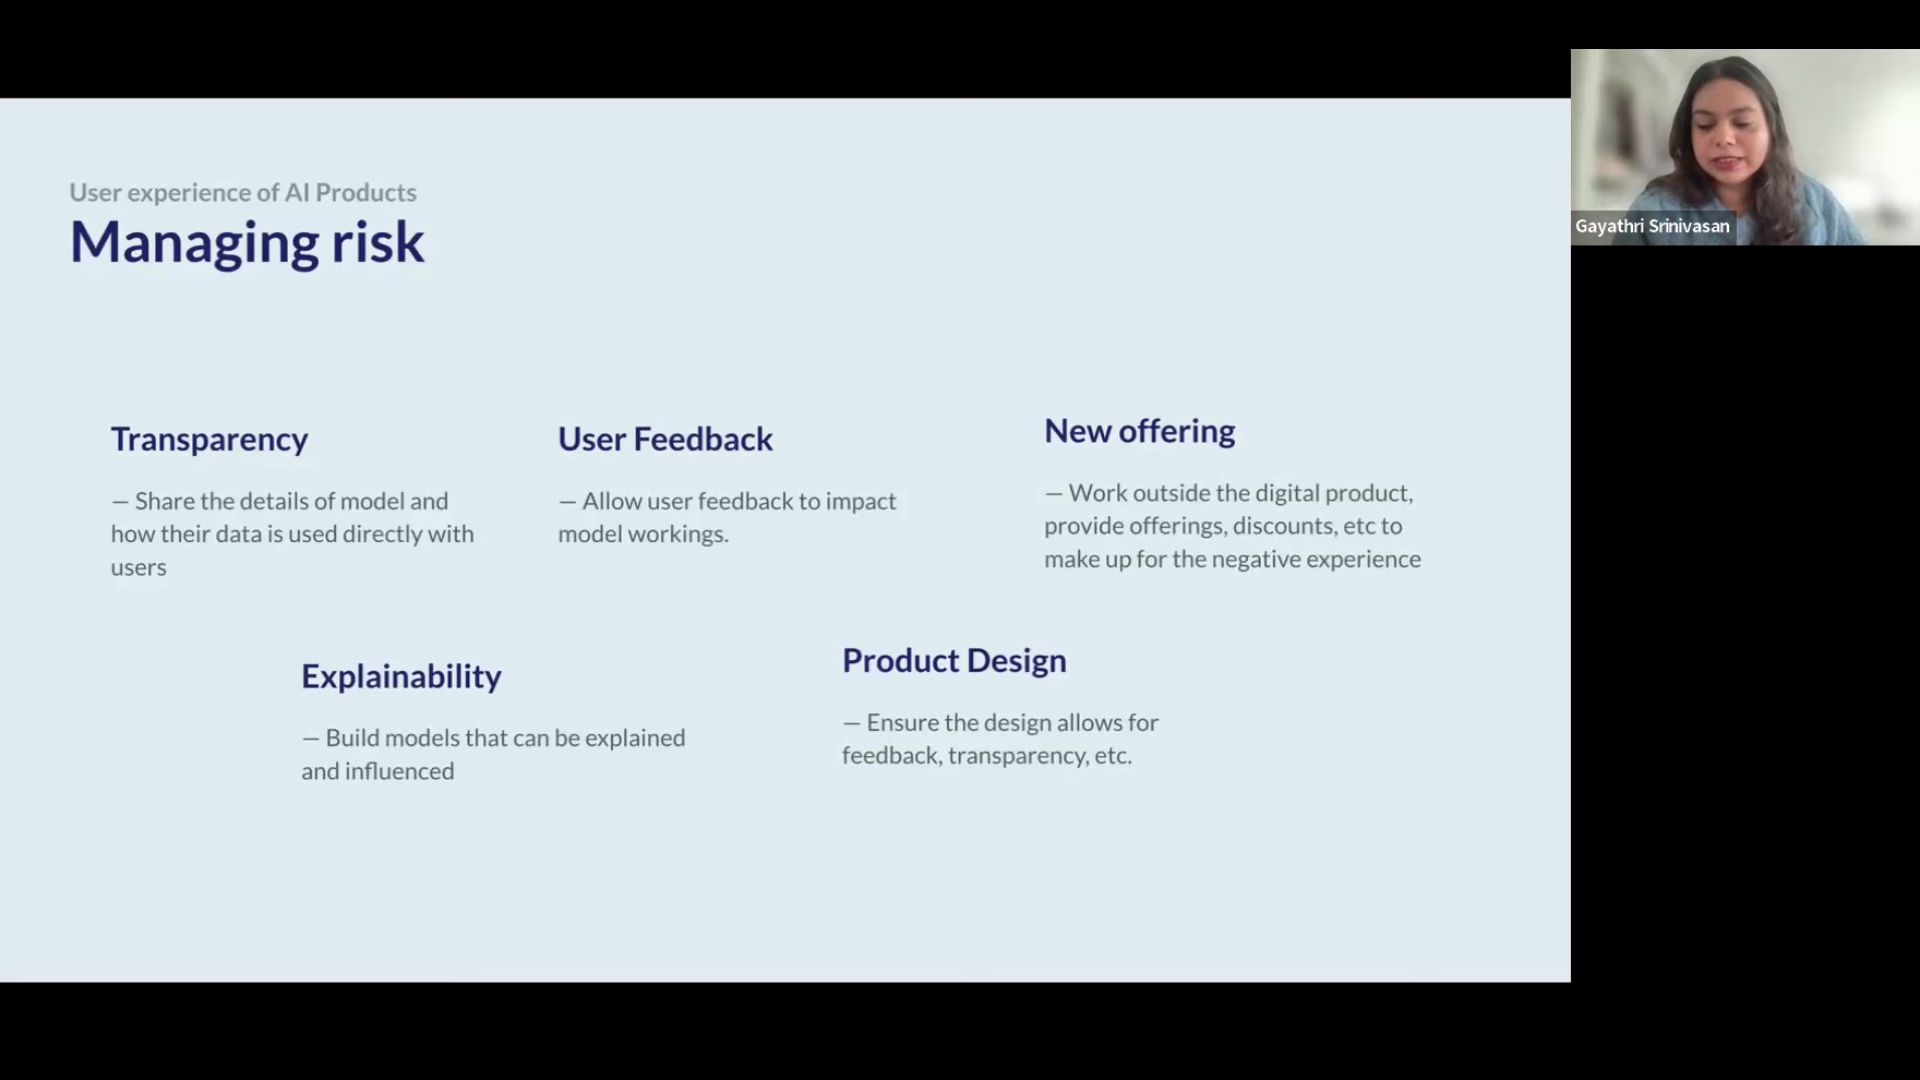 User experience of AI Products
Managing risk
Transparency
— Share the details of model and
how their data is used directly with
users
User Feedback
— Allow user feedback to impact
model workings.
New offering
— Work outside the digital product,
provide offerings, discounts, etc to
make up for the negative experience
Explainability
— Build models that can be explained
and influenced
Product Design
— Ensure the design allows for
feedback, transparency, etc.
Gayathri Srinivasan